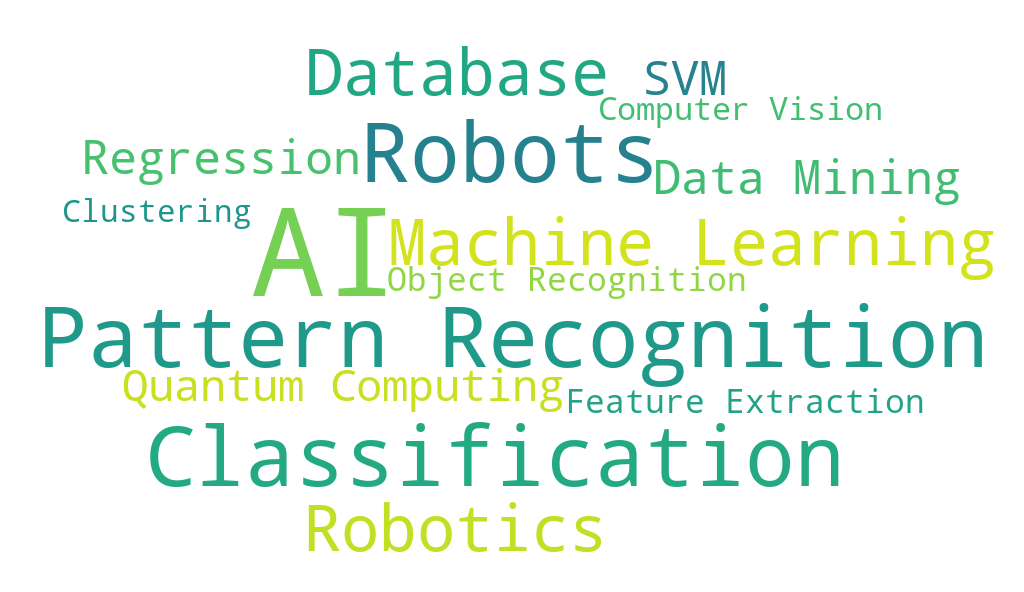 Database
SVM
Computer Vision
Robots
Regression
Data Mining
Clustering
AI
Machine Learning
Object Recognition
Pattern Recognition
Quantum Computing
Feature Extraction
Classification
Robotics